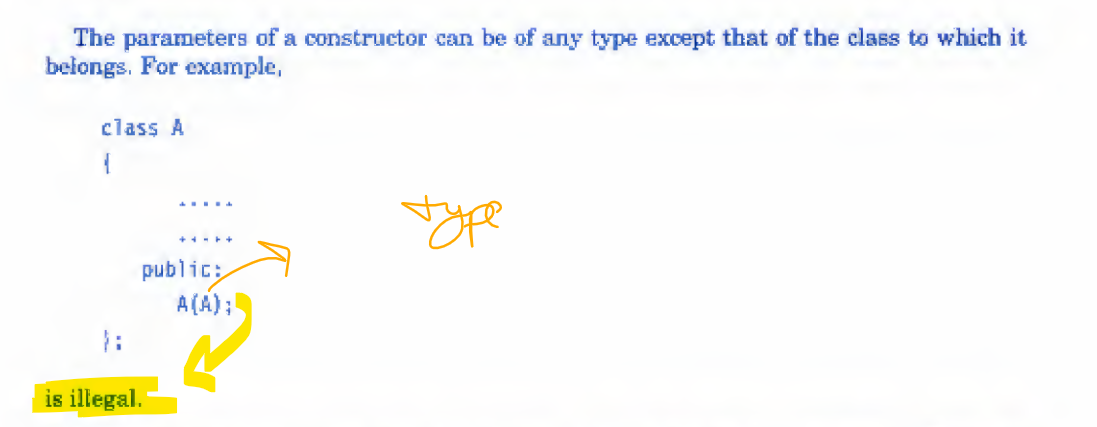 The parameters of a constructor can be of any type except that of the class to which it
belongs. For example,
class A
{
.....
type
.....
public:
A(A);
};
is illegal.